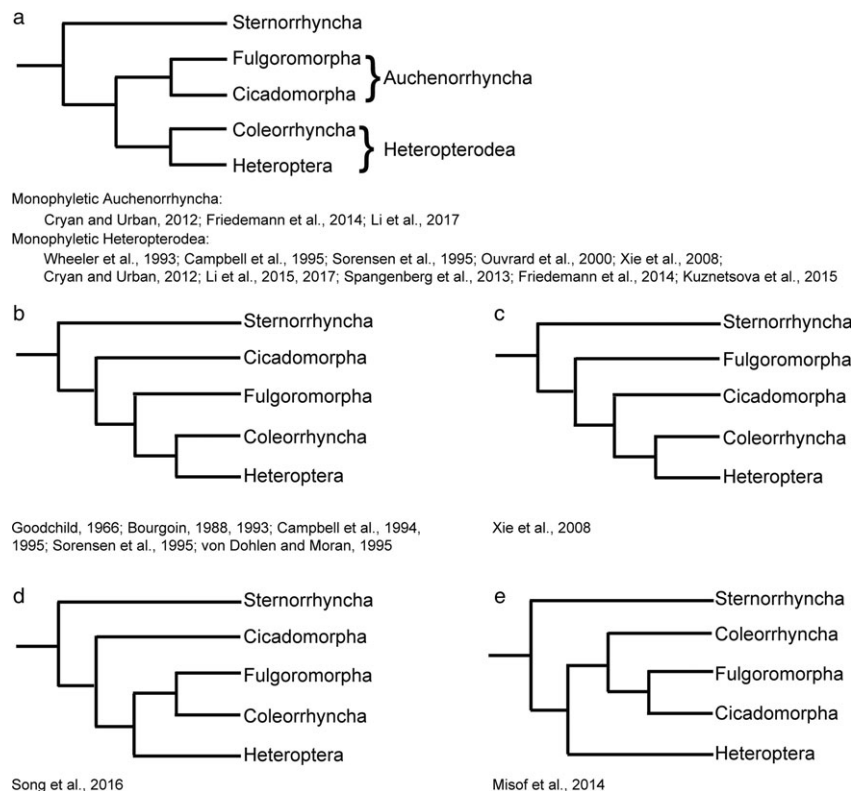 a
Sternorrhyncha
Fulgoromorpha
Auchenorrhyncha
Cicadomorpha
Coleorrhyncha
Heteropterodea
Heteroptera
Monophyletic Auchenorrhyncha:
Cryan and Urban, 2012; Friedemann et al., 2014; Li et al., 2017
Monophyletic Heteropterodea:
Wheeler et al., 1993; Campbell et al., 1995; Sorensen et al., 1995; Ouvrard et al., 2000; Xie et al., 2008;
Cryan and Urban, 2012; Li et al., 2015, 2017; Spangenberg et al., 2013; Friedemann et al., 2014; Kuznetsova et al., 2015
b
Sternorrhyncha
Cicadomorpha
Fulgoromorpha
Coleorrhyncha
Heteroptera
Goodchild, 1966; Bourgoin, 1988, 1993; Campbell et al., 1994,
1995; Sorensen et al., 1995; von Dohlen and Moran, 1995
c
Sternorrhyncha
Fulgoromorpha
Cicadomorpha
Coleorrhyncha
Heteroptera
Xie et al., 2008
d
Sternorrhyncha
Cicadomorpha
Fulgoromorpha
Coleorrhyncha
Heteroptera
Song et al., 2016
e
Sternorrhyncha
Coleorrhyncha
Fulgoromorpha
Cicadomorpha
Heteroptera
Misof et al., 2014